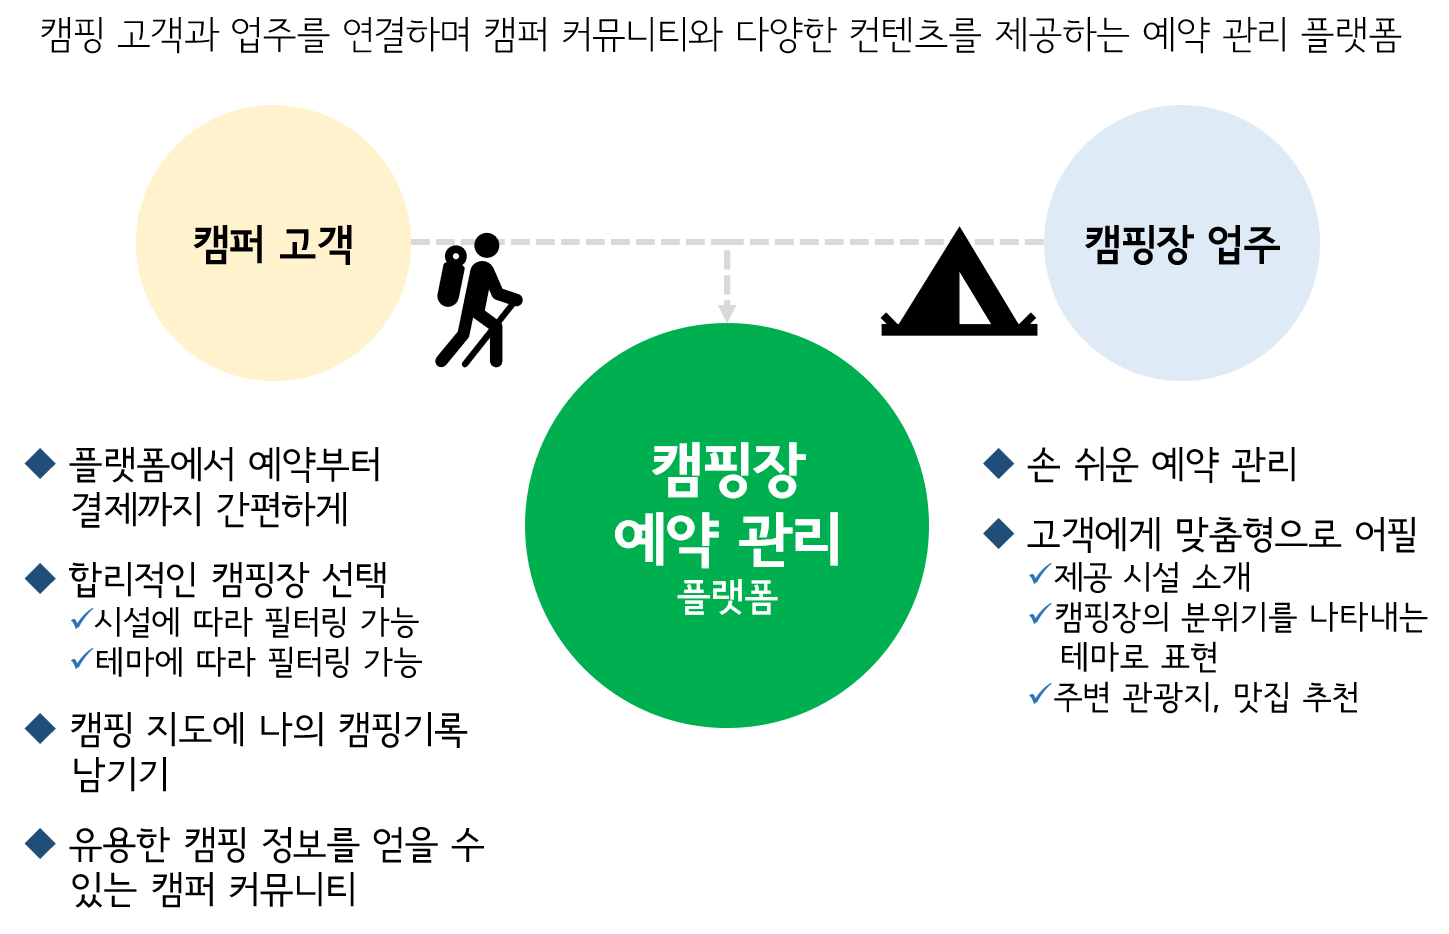 캠핑 고객과 업주를 연결하며 캠퍼 커뮤니티와 다양한 컨텐츠를 제공하는 예약 관리 플랫폼
캠퍼 고객
캠핑장 업주
캠핑장
예약 관리
플랫폼
플랫폼에서 예약부터
결제까지 간편하게
합리적인 캠핑장 선택
시설에 따라 필터링 가능
테마에 따라 필터링 가능
캠핑 지도에 나의 캠핑기록
남기기
유용한 캠핑 정보를 얻을 수
있는 캠퍼 커뮤니티
손 쉬운 예약 관리
고객에게 맞춤형으로 어필
제공 시설 소개
캠핑장의 분위기를 나타내는
테마로 표현
주변 관광지, 맛집 추천